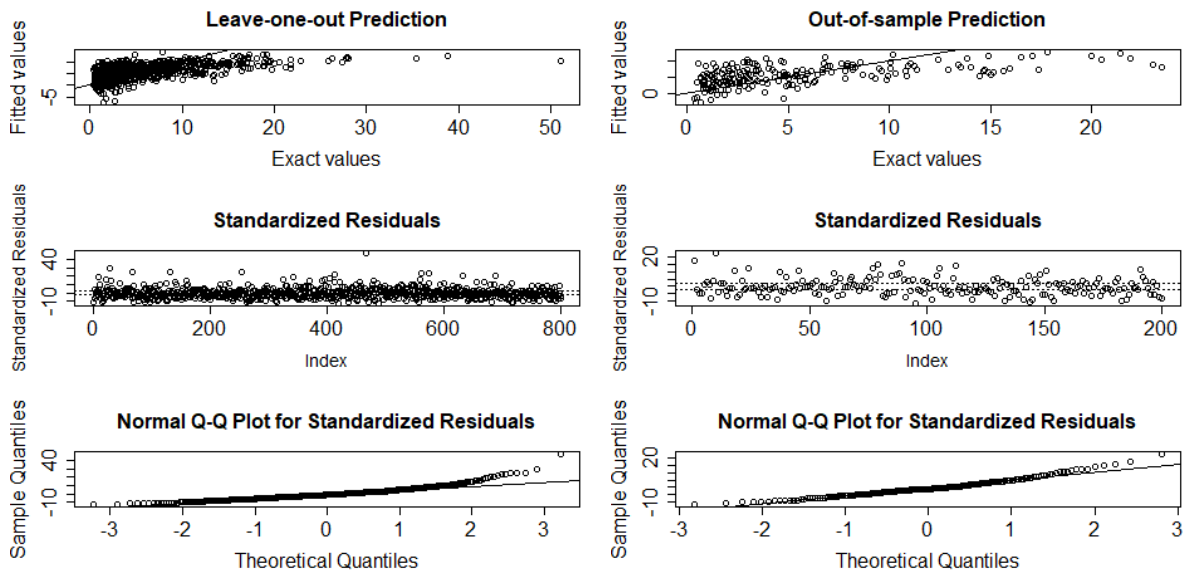 Leave-one-out Prediction
Fitted values
-5
0 10 20 30 40 50
Exact values
Out-of-sample Prediction
Fitted values
0
0 5 10 15 20
Exact values
Standardized Residuals
Standardized Residuals
40
-10
0 200 400 600 800
Index
Standardized Residuals
Standardized Residuals
20
-10
0 50 100 150 200
Index
Normal Q-Q Plot for Standardized Residuals
Sample Quantiles
40
-10
-3 -2 -1 0 1 2 3
Theoretical Quantiles
Normal Q-Q Plot for Standardized Residuals
Sample Quantiles
20
-10
-3 -2 -1 0 1 2 3
Theoretical Quantiles